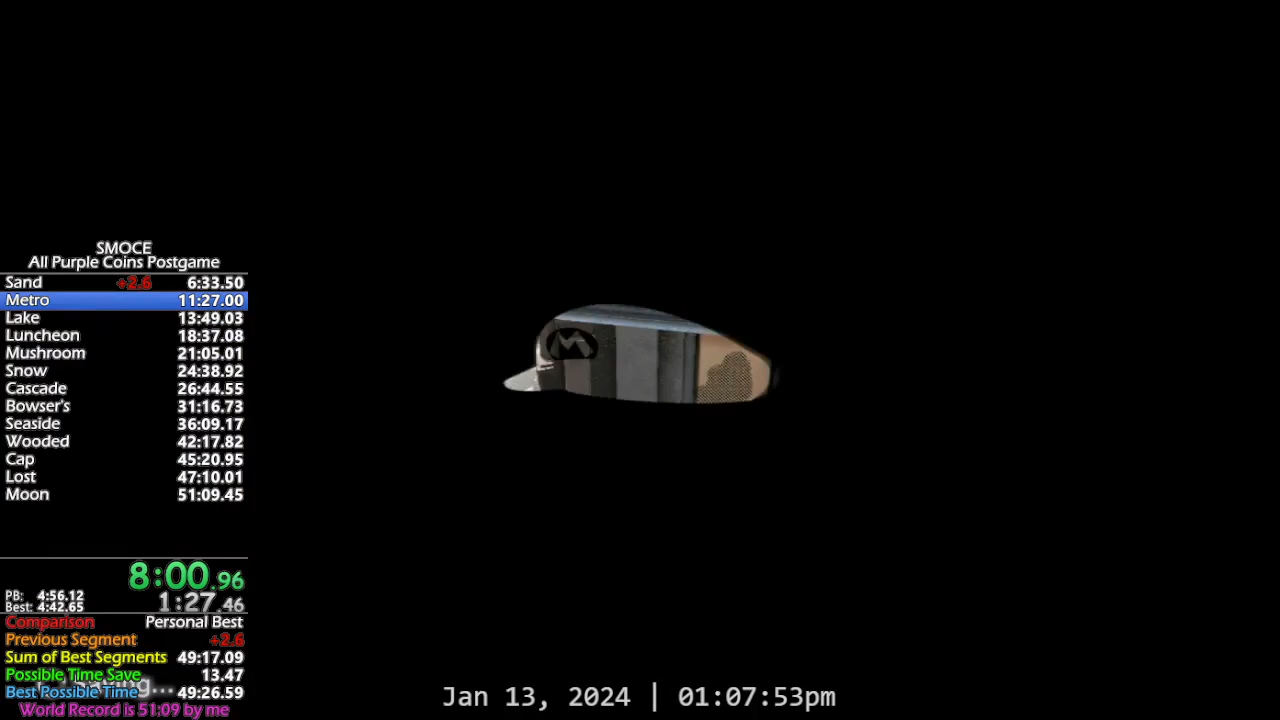 SMOCE
All Purple Coins Postgame
Sand +2.6 6:33.50
Metro 11:27.00
Lake 13:49.03
Luncheon 18:37.08
Mushroom 21:05.01
Snow 24:38.92
Cascade 26:44.55
Bowser's 31:16.73
Seaside 36:09.17
Wooded 42:17.82
Cap 45:20.95
Lost 47:10.01
Moon 51:09.45
8:00.96
PB: 4:56.12
Best: 4:42.65
1:27.46
Comparison Personal Best
Previous Segment +2.6
Sum of Best Segments 49:17.09
Possible Time Save 13.47
Best Possible Time 49:26.59
World Record is 51:09 by me
M
Jan 13, 2024 | 01:07:53pm